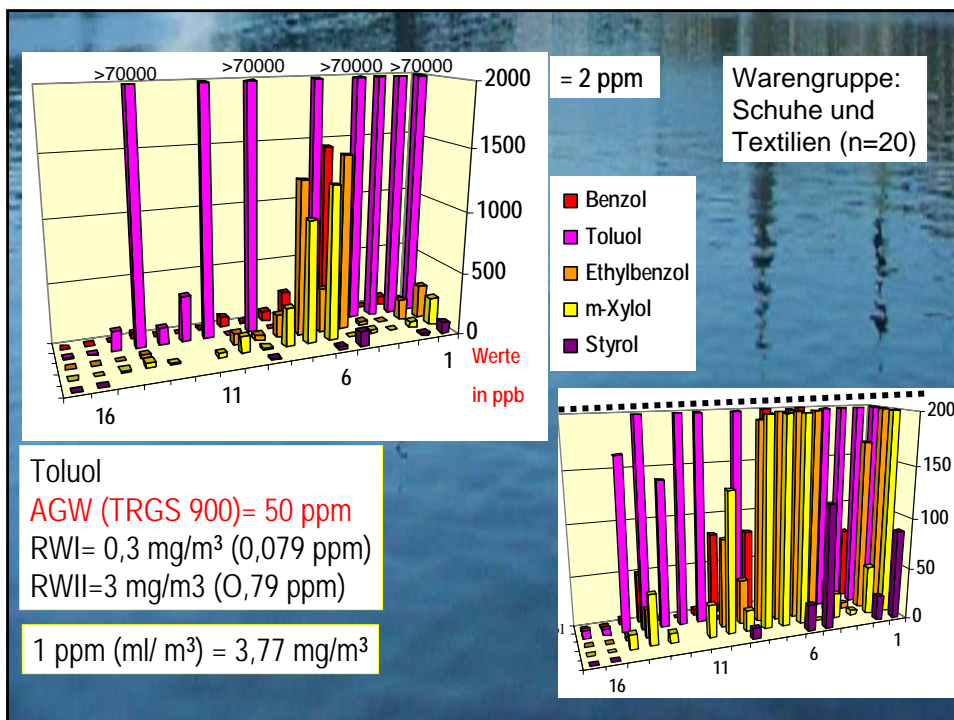 >70000 >70000 >70000 >70000
2000
1500
1000
500
0
Werte
in ppb
16 11 6 1
= 2 ppm
Warengruppe:
Schuhe und
Textilien (n=20)
Benzol
Toluol
Ethylbenzol
m-Xylol
Styrol
Toluol
AGW (TRGS 900)= 50 ppm
RWI= 0,3 mg/m³ (0,079 ppm)
RWII=3 mg/m3 (O,79 ppm)
1 ppm (ml/ m³) = 3,77 mg/m³
200
150
100
50
0
16 11 6 1